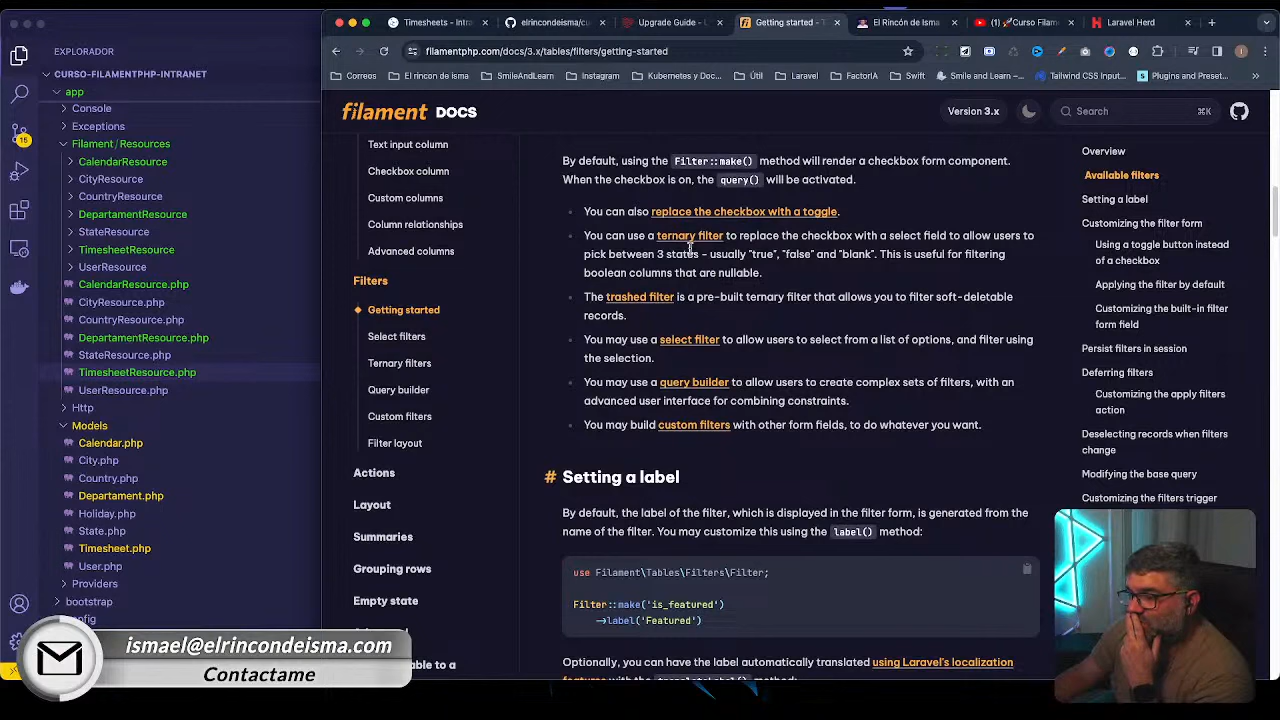 Timesheets - Intra
elrincondeisma/cu
Upgrade Guide - L
Getting started - T
El Rincón de Isma
Curso Filam
Laravel Herd
filamentphp.com/docs/3.x/tables/filters/getting-started
Correos
El rincon de isma
SmileAndLearn
Instagram
Kubernetes y Doc...
Útil
Laravel
FactorIA
Swift
Smile and Learn
Tailwind CSS Input...
Plugins and Preset...
EXPLORADOR
CURSO-FILAMENTPHP-INTRANET
app
Console
Exceptions
Filament / Resources
CalendarResource
CityResource
CountryResource
DepartmentResource
StateResource
TimesheetResource
UserResource
CalendarResource.php
CityResource.php
CountryResource.php
DepartamentResource.php
StateResource.php
TimesheetResource.php
UserResource.php
Http
Models
Calendar.php
City.php
Country.php
Departament.php
Holiday.php
State.php
Timesheet.php
User.php
Providers
bootstrap
15
filament DOCS
Version 3.x
Search
⌘K
Text input column
Checkbox column
Custom columns
Column relationships
Advanced columns
Filters
Getting started
Select filters
Ternary filters
Query builder
Custom filters
Filter layout
Actions
Layout
Summaries
Grouping rows
Empty state
By default, using the Filter::make() method will render a checkbox form component.
When the checkbox is on, the query() will be activated.
You can also replace the checkbox with a toggle.
You can use a ternary filter to replace the checkbox with a select field to allow users to
pick between 3 states - usually "true", "false" and "blank". This is useful for filtering
boolean columns that are nullable.
The trashed filter is a pre-built ternary filter that allows you to filter soft-deletable
records.
You may use a select filter to allow users to select from a list of options, and filter using
the selection.
You may use a query builder to allow users to create complex sets of filters, with an
advanced user interface for combining constraints.
You may build custom filters with other form fields, to do whatever you want.
# Setting a label
By default, the label of the filter, which is displayed in the filter form, is generated from the
name of the filter. You may customize this using the label() method:
use Filament\Tables\Filters\Filter;
Filter::make('is_featured')
->label('Featured')
Optionally, you can have the label automatically translated using Laravel's localization
Overview
Available filters
Setting a label
Customizing the filter form
Using a toggle button instead
of a checkbox
Applying the filter by default
Customizing the built-in filter
form field
Persist filters in session
Deferring filters
Customizing the apply filters
action
Deselecting records when filters
change
Modifying the base query
Customizing the filters trigger
ismael@elrincondeisma.com
Contactame